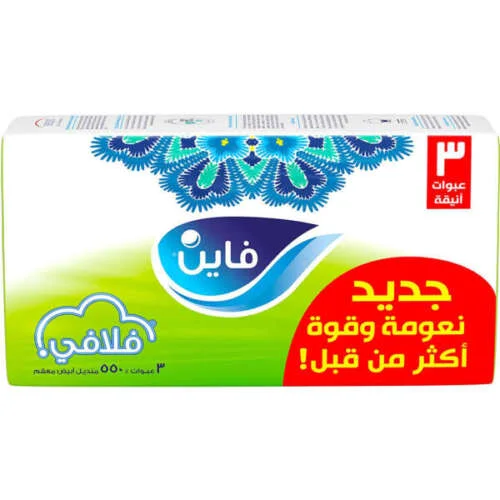 ٣
عبوات
أنيقة
فاين
جديد
نعومة وقوة
أكثر من قبل!
فلافي!
٣ عبوات × ٥٥٠ منديل أبيض معقم